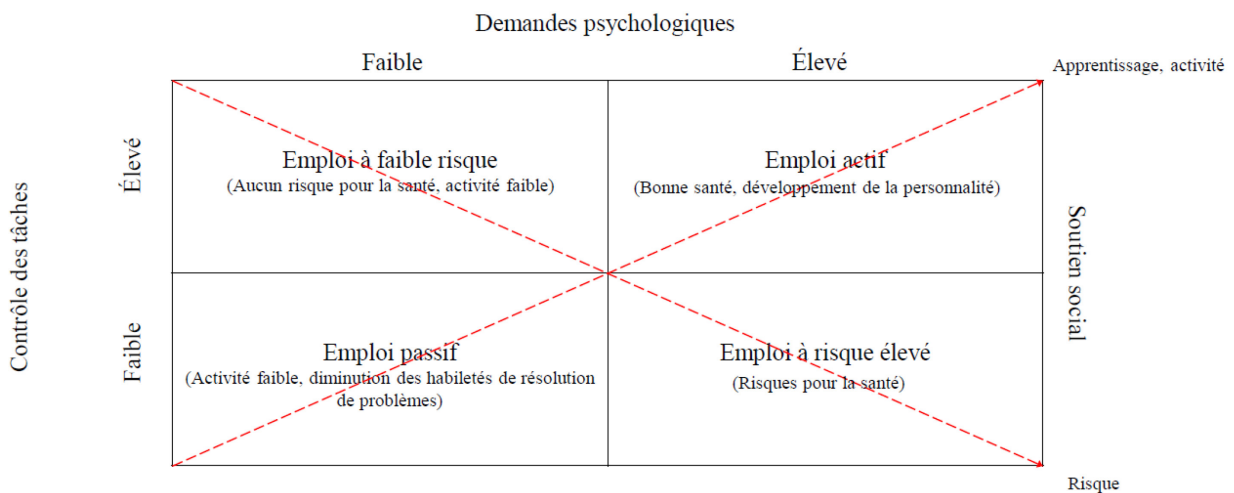 Demandes psychologiques
Faible
Élevé
Apprentissage, activité
Contrôle des tâches
Élevé
Emploi à faible risque
(Aucun risque pour la santé, activité faible)
Emploi actif
(Bonne santé, développement de la personnalité)
Soutien social
Faible
Emploi passif
(Activité faible, diminution des habiletés de résolution
de problèmes)
Emploi à risque élevé
(Risques pour la santé)
Risque